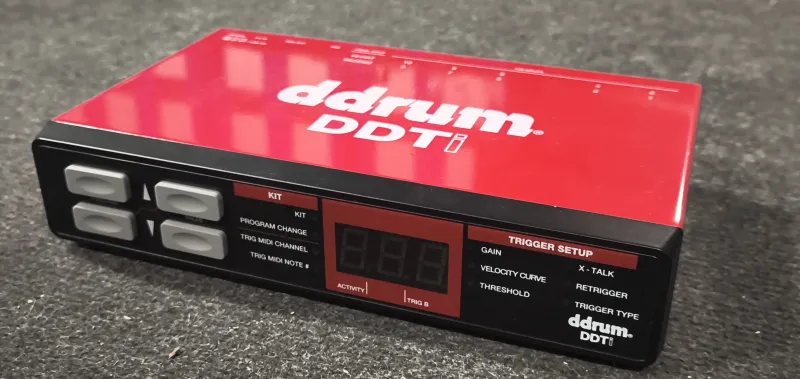 ddrum
DDTi
KIT
KIT
PROGRAM CHANGE
TRIG MIDI CHANNEL
TRIG MIDI NOTE #
ACTIVITY
TRIG B
TRIGGER SETUP
GAIN
X - TALK
VELOCITY CURVE
RETRIGGER
THRESHOLD
TRIGGER TYPE
ddrum
DDTi